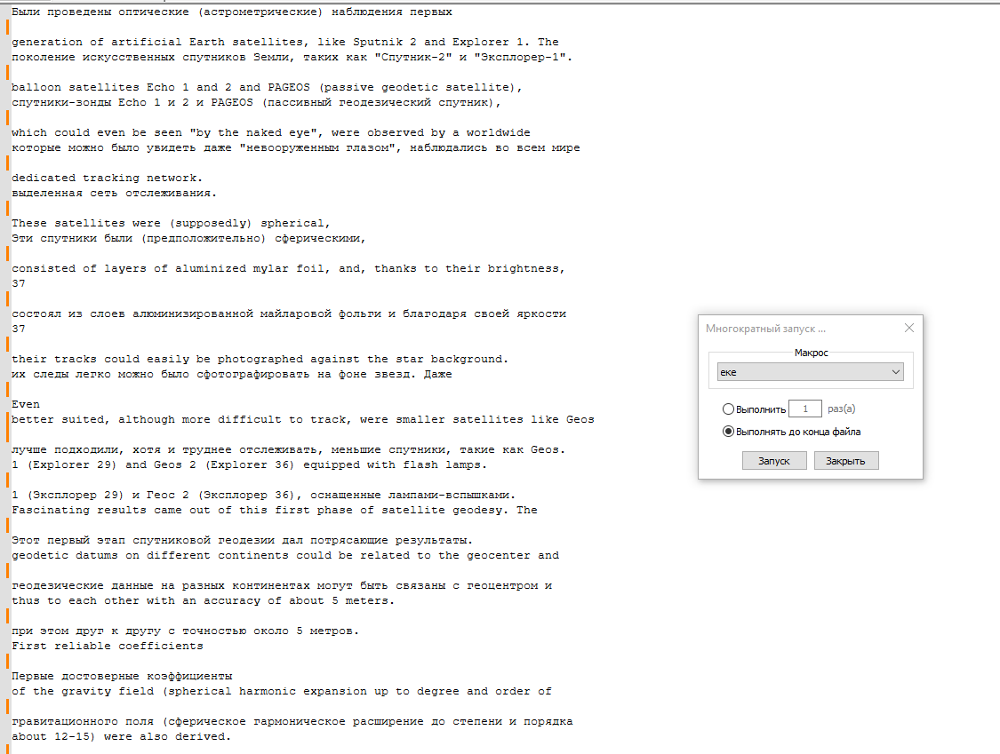 Были проведены оптические (астрометрические) наблюдения первых
generation of artificial Earth satellites, like Sputnik 2 and Explorer 1. The
поколение искусственных спутников Земли, таких как "Спутник-2" и "Эксплорер-1".
balloon satellites Echo 1 and 2 and PAGEOS (passive geodetic satellite),
спутники-зонды Echo 1 и 2 и PAGEOS (пассивный геодезический спутник),
which could even be seen "by the naked eye", were observed by a worldwide
которые можно было увидеть даже "невооруженным глазом", наблюдались во всем мире
dedicated tracking network.
выделенная сеть отслеживания.
These satellites were (supposedly) spherical,
Эти спутники были (предположительно) сферическими,
consisted of layers of aluminized mylar foil, and, thanks to their brightness,
37
состоял из слоев алюминизированной майларовой фольги и благодаря своей яркости
37
their tracks could easily be photographed against the star background.
их следы легко можно было сфотографировать на фоне звезд. Даже
Even
better suited, although more difficult to track, were smaller satellites like Geos
лучше подходили, хотя и труднее отслеживать, меньшие спутники, такие как Geos.
1 (Explorer 29) and Geos 2 (Explorer 36) equipped with flash lamps.
1 (Эксплорер 29) и Геос 2 (Эксплорер 36), оснащенные лампами-вспышками.
Fascinating results came out of this first phase of satellite geodesy. The
Этот первый этап спутниковой геодезии дал потрясающие результаты.
geodetic datums on different continents could be related to the geocenter and
геодезические данные на разных континентах могут быть связаны с геоцентром и
thus to each other with an accuracy of about 5 meters.
при этом друг к другу с точностью около 5 метров.
First reliable coefficients
Первые достоверные коэффициенты
of the gravity field (spherical harmonic expansion up to degree and order of
гравитационного поля (сферическое гармоническое расширение до степени и порядка
about 12-15) were also derived.
Многократный запуск ...
Макрос
еке
Выполнить 1 раз(а)
Выполнять до конца файла
Запуск Закрыть